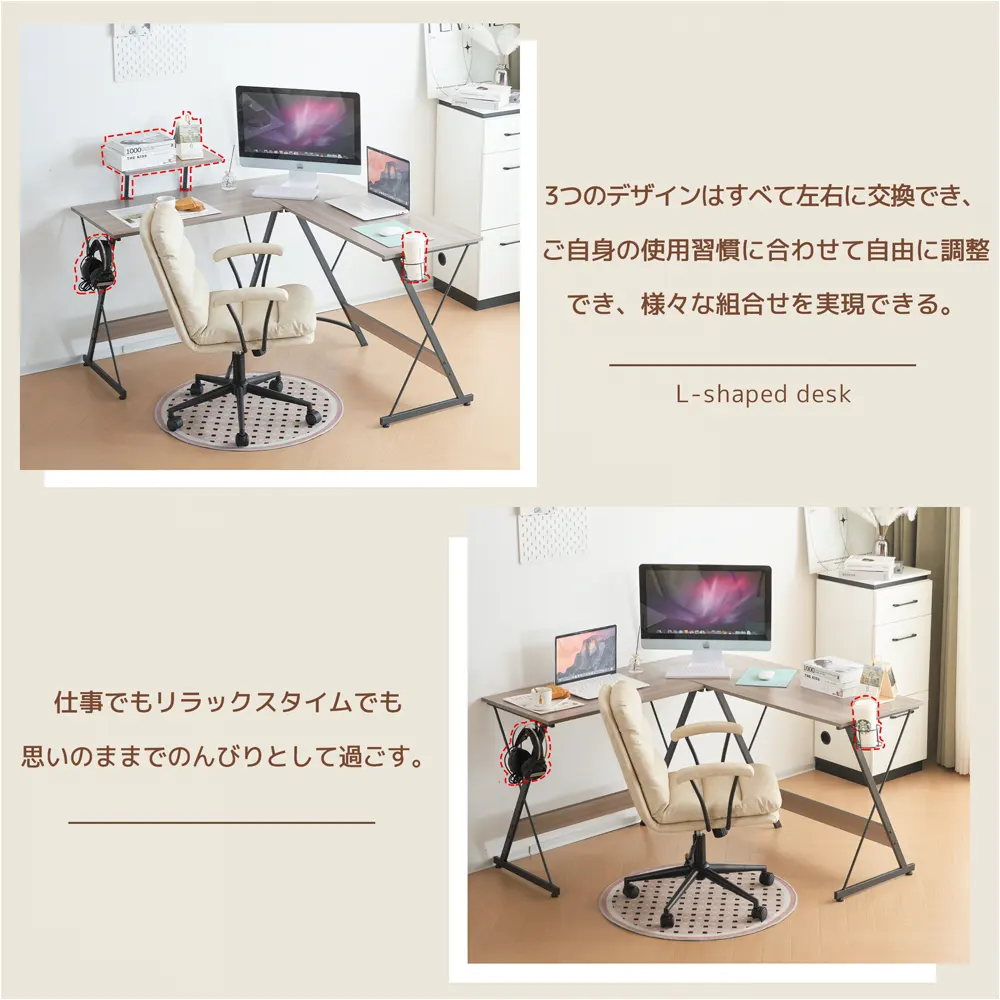 3つのデザインはすべて左右に交換でき、
ご自身の使用習慣に合わせて自由に調整
でき、様々な組合せを実現できる。
L-shaped desk
1000
THE KIDS
仕事でもリラックスタイムでも
思いのままでのんびりとして過ごす。